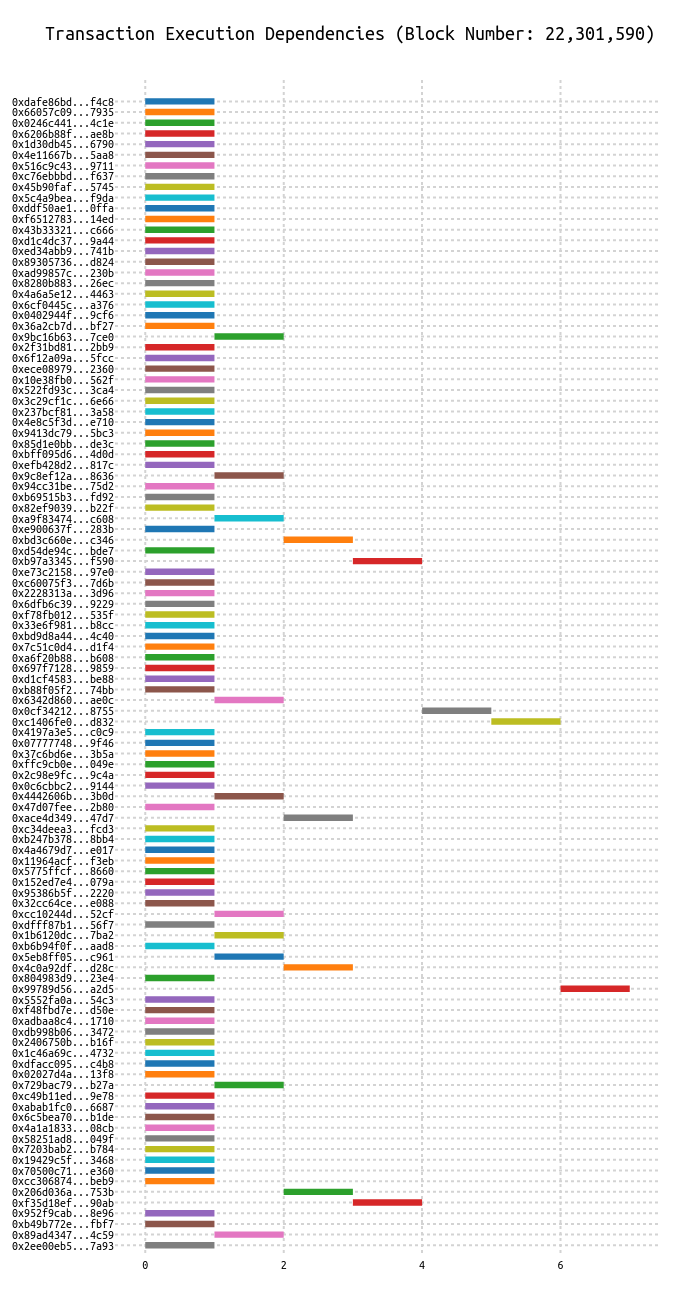 Transaction Execution Dependencies (Block Number: 22,301,590)
0xdafe86bd...f4c8
0x66057c09...7935
0x0246c441...4c1e
0x6206b88f...ae8b
0x1d30db45...6790
0x4e11667b...5aa8
0x516c9c43...9711
0xc76ebbbd...f637
0x45b90faf...5745
0x5c4a9bea...f9da
0xddf50ae1...0ffa
0xf6512783...14ed
0x43b33321...c666
0xd1c4dc37...9a44
0xed34abb9...741b
0x89305736...d824
0xad99857c...230b
0x8280b883...26ec
0x4a6a5e12...4463
0x6cf0445c...a376
0x0402944f...9cf6
0x36a2cb7d...bf27
0x9bc16b63...7ce0
0x2f31bd81...2bb9
0x6f12a09a...5fcc
0xece08979...2360
0x10e38fb0...562f
0x522fd93c...3ca4
0x3c29cf1c...6e66
0x237bcf81...3a58
0x4e8c5f3d...e710
0x9413dc79...5bc3
0x85d1e0bb...de3c
0xbff095d6...4d0d
0xefb428d2...817c
0x9c8ef12a...8636
0x94cc31be...75d2
0xb69515b3...fd92
0x82ef9039...b22f
0xa9f83474...c608
0xe900637f...283b
0xbd3c660e...c346
0xd54de94c...bde7
0xb97a3345...f590
0xe73c2158...97e0
0xc60075f3...7d6b
0x2228313a...3d96
0x6dfb6c39...9229
0xf78fb012...535f
0x33e6f981...b8cc
0xbd9d8a44...4c40
0x7c51c0d4...d1f4
0xa6f20b88...b608
0x697f7128...9859
0xd1cf4583...be88
0xb88f05f2...74bb
0x6342d860...ae0c
0x0cf34212...8755
0xc1406fe0...d832
0x4197a3e5...c0c9
0x07777748...9f46
0x37c6bd6e...3b5a
0xffc9cb0e...049e
0x2c98e9fc...9c4a
0x0c6cbbc2...9144
0x4442606b...3b0d
0x47d07fee...2b80
0xace4d349...47d7
0xc34deea3...fcd3
0xb247b378...8bb4
0x4a4679d7...e017
0x11964acf...f3eb
0x5775ffcf...8660
0x152ed7e4...079a
0x95386b5f...2220
0x32cc64ce...e088
0xcc10244d...52cf
0xdfff87b1...56f7
0x1b6120dc...7ba2
0xb6b94f0f...aad8
0x5eb8ff05...c961
0x4c0a92df...d28c
0x804983d9...23e4
0x99789d56...a2d5
0x5552fa0a...54c3
0xf48fbd7e...d50e
0xadbaa8c4...1710
0xdb998b06...3472
0x2406750b...b16f
0x1c46a69c...4732
0xdfacc095...c4b8
0x02027d4a...13f8
0x729bac79...b27a
0xc49b11ed...9e78
0xabab1fc0...6687
0x6c5bea70...b1de
0x4a1a1833...08cb
0x58251ad8...049f
0x7203bab2...b784
0x19429c5f...3468
0x70500c71...e360
0xcc306874...beb9
0x206d036a...753b
0xf35d18ef...90ab
0x952f9cab...8e96
0xb49b772e...fbf7
0x89ad4347...4c59
0x2ee00eb5...7a93
0 2 4 6